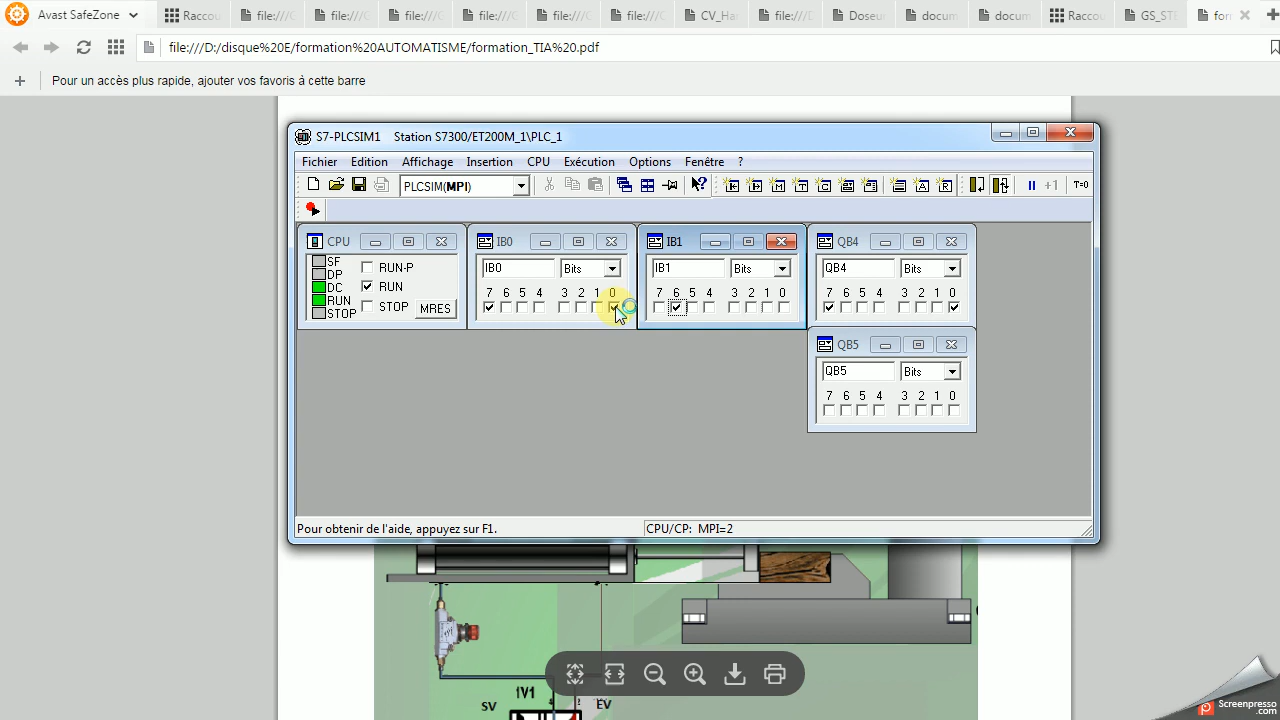 Avast SafeZone
Raccou
file:///G
file:///G
file:///
file:///
file:///
file:///
CV_Ha
file:///
Doseu
docum
docum
Raccou
GS_STE
for
file:///D:/disque%20E/formation%20AUTOMATISME/formation_TIA%20.pdf
Pour un accès plus rapide, ajouter vos favoris à cette barre
S7-PLCSIM1 Station S7300/ET200M_1\PLC_1
Fichier Edition Affichage Insertion CPU Exécution Options Fenêtre ?
PLCSIM(MPI)
+1
T=0
CPU
SF
DP
DC
RUN
STOP
RUN-P
RUN
STOP
MRES
IB0
IB0 Bits
7 6 5 4 3 2 1 0
IB1
IB1 Bits
7 6 5 4 3 2 1 0
QB4
QB4 Bits
7 6 5 4 3 2 1 0
QB5
QB5 Bits
7 6 5 4 3 2 1 0
Pour obtenir de l'aide, appuyez sur F1.
CPU/CP: MPI=2
1V1
SV
EV
Screenpresso
.com